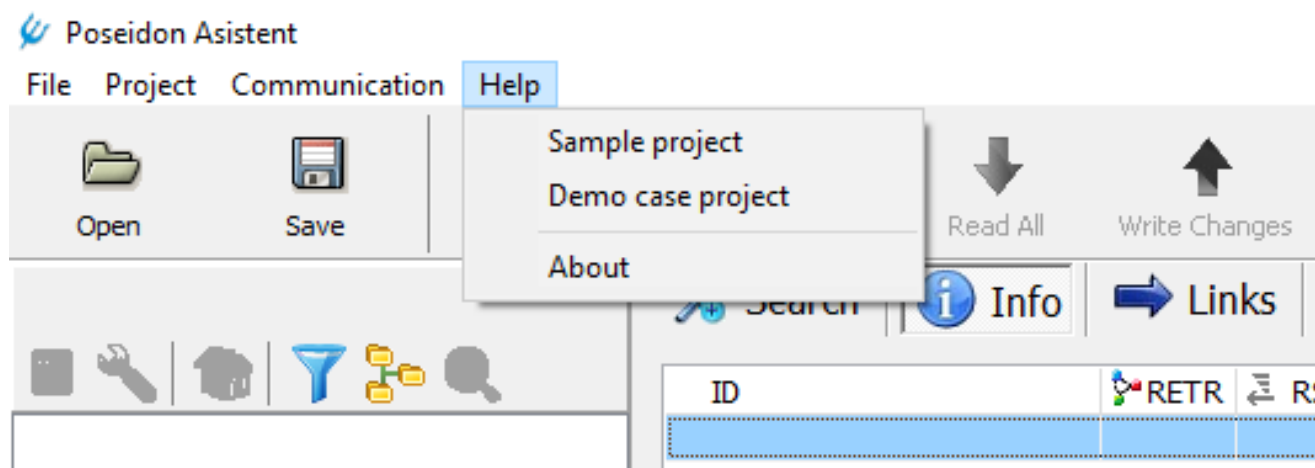 Poseidon Asistent
File Project Communication Help
Sample project
Demo case project
About
Open Save Read All Write Changes
Search Info Links
ID RETR